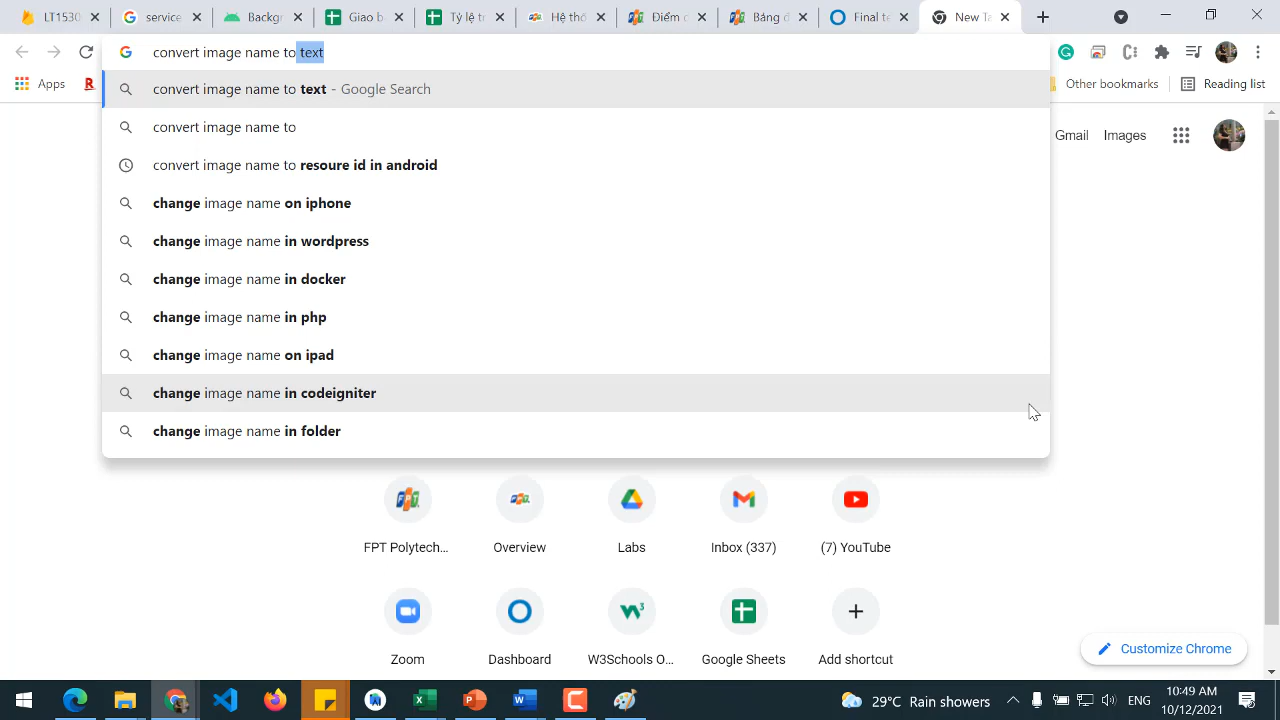 LT1530
service
Backgr
Giao b
Tỷ lệ c
Hệ thố
Điểm c
Bảng đ
Final te
New Ta
convert image name to text
Apps
Other bookmarks
Reading list
convert image name to text - Google Search
convert image name to
convert image name to resoure id in android
change image name on iphone
change image name in wordpress
change image name in docker
change image name in php
change image name on ipad
change image name in codeigniter
change image name in folder
Gmail
Images
FPT Polytech...
Overview
Labs
Inbox (337)
(7) YouTube
Zoom
Dashboard
W3Schools O...
Google Sheets
Add shortcut
Customize Chrome
29°C Rain showers
ENG
10:49 AM
10/12/2021